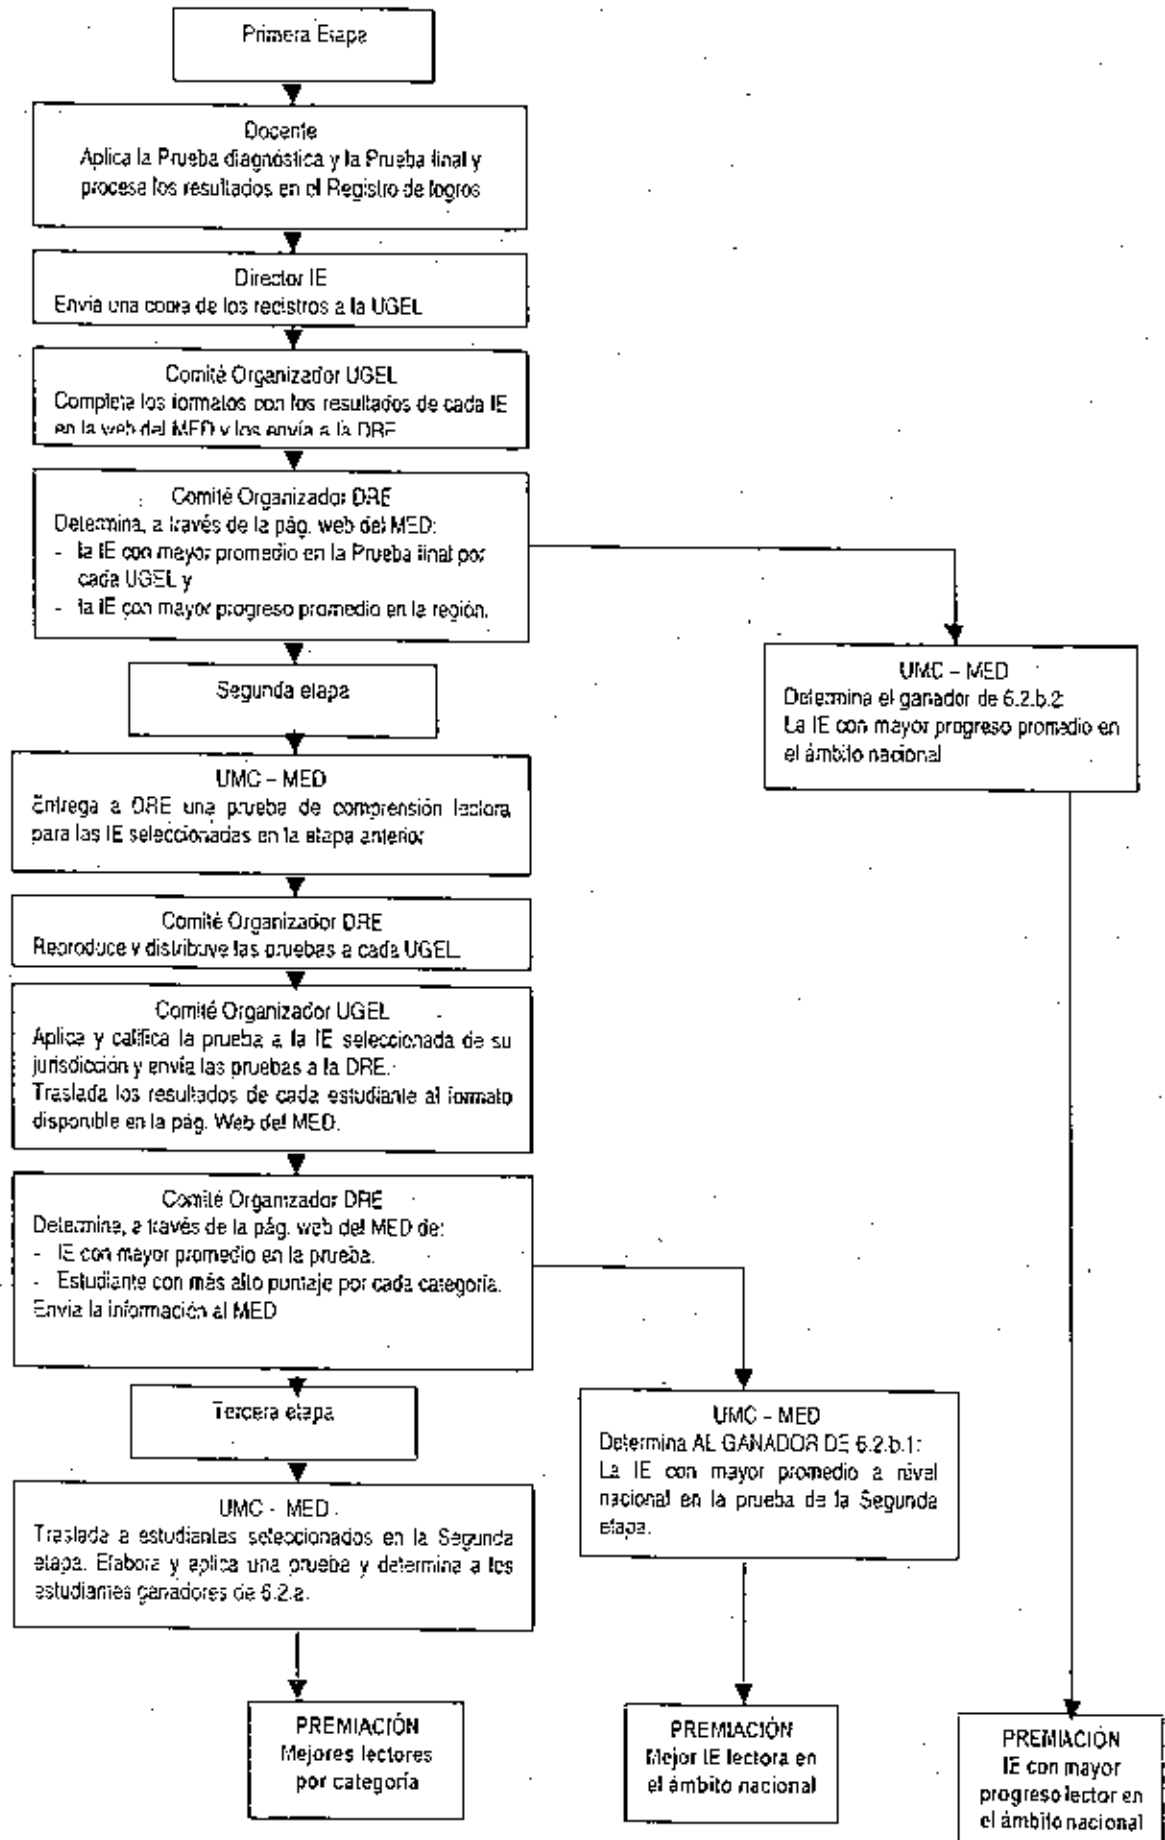 Primera Etapa
Docente
Aplica la Prueba diagnóstica y la Prueba final y
procesa los resultados en el Registro de logros
Director IE
Envía una copia de los registros a la UGEL
Comité Organizador UGEL
Completa los formatos con los resultados de cada IE
en la web del MED y los envía a la DRE
Comité Organizador DRE
Determina, a través de la pág. web del MED:
- la IE con mayor promedio en la Prueba final por
cada UGEL y
- la IE con mayor progreso promedio en la región.
UMC – MED
Determina el ganador de 6.2.b.2:
La IE con mayor progreso promedio en
el ámbito nacional
Segunda etapa
UMC – MED
Entrega a DRE una prueba de comprensión lectora
para las IE seleccionadas en la etapa anterior
Comité Organizador DRE
Reproduce y distribuye las pruebas a cada UGEL.
Comité Organizador UGEL
Aplica y califica la prueba a la IE seleccionada de su
jurisdicción y envía las pruebas a la DRE.
Traslada los resultados de cada estudiante al formato
disponible en la pág. Web del MED.
Comité Organizador DRE
Determina, a través de la pág. web del MED de:
- IE con mayor promedio en la prueba.
- Estudiante con más alto puntaje por cada categoría.
Envía la información al MED
Tercera etapa
UMC – MED
Determina AL GANADOR DE 6.2.b.1:
La IE con mayor promedio a nivel
nacional en la prueba de la Segunda
etapa.
UMC - MED
Traslada a estudiantes seleccionados en la Segunda
etapa. Elabora y aplica una prueba y determina a los
estudiantes ganadores de 6.2.a.
PREMIACIÓN
Mejores lectores
por categoría
PREMIACIÓN
Mejor IE lectora en
el ámbito nacional
PREMIACIÓN
IE con mayor
progreso lector en
el ámbito nacional